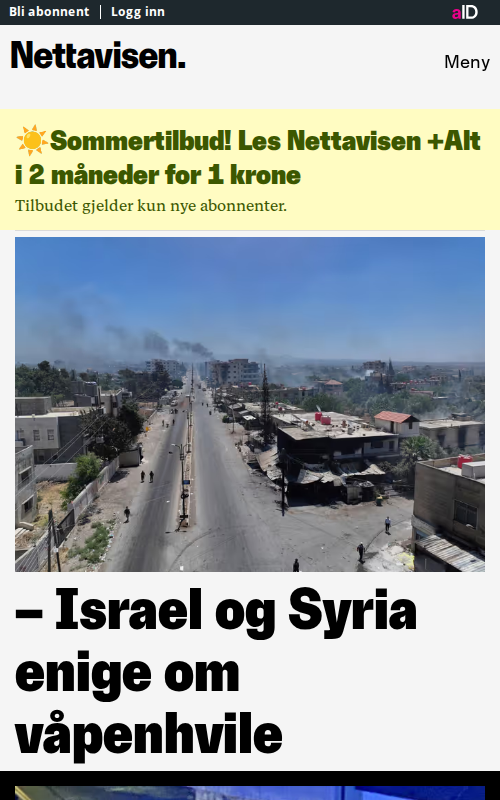 Bli abonnent | Logg inn
aID
Nettavisen.
Meny
☀️Sommertilbud! Les Nettavisen +Alt
i 2 måneder for 1 krone
Tilbudet gjelder kun nye abonnenter.
– Israel og Syria
enige om
våpenhvile